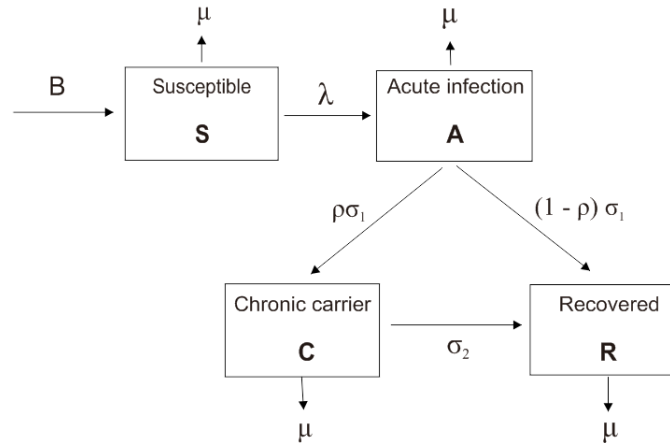 μ μ
B Susceptible λ Acute infection
S A
ρσ₁ (1 - ρ) σ₁
Chronic carrier Recovered
C σ₂ R
μ μ